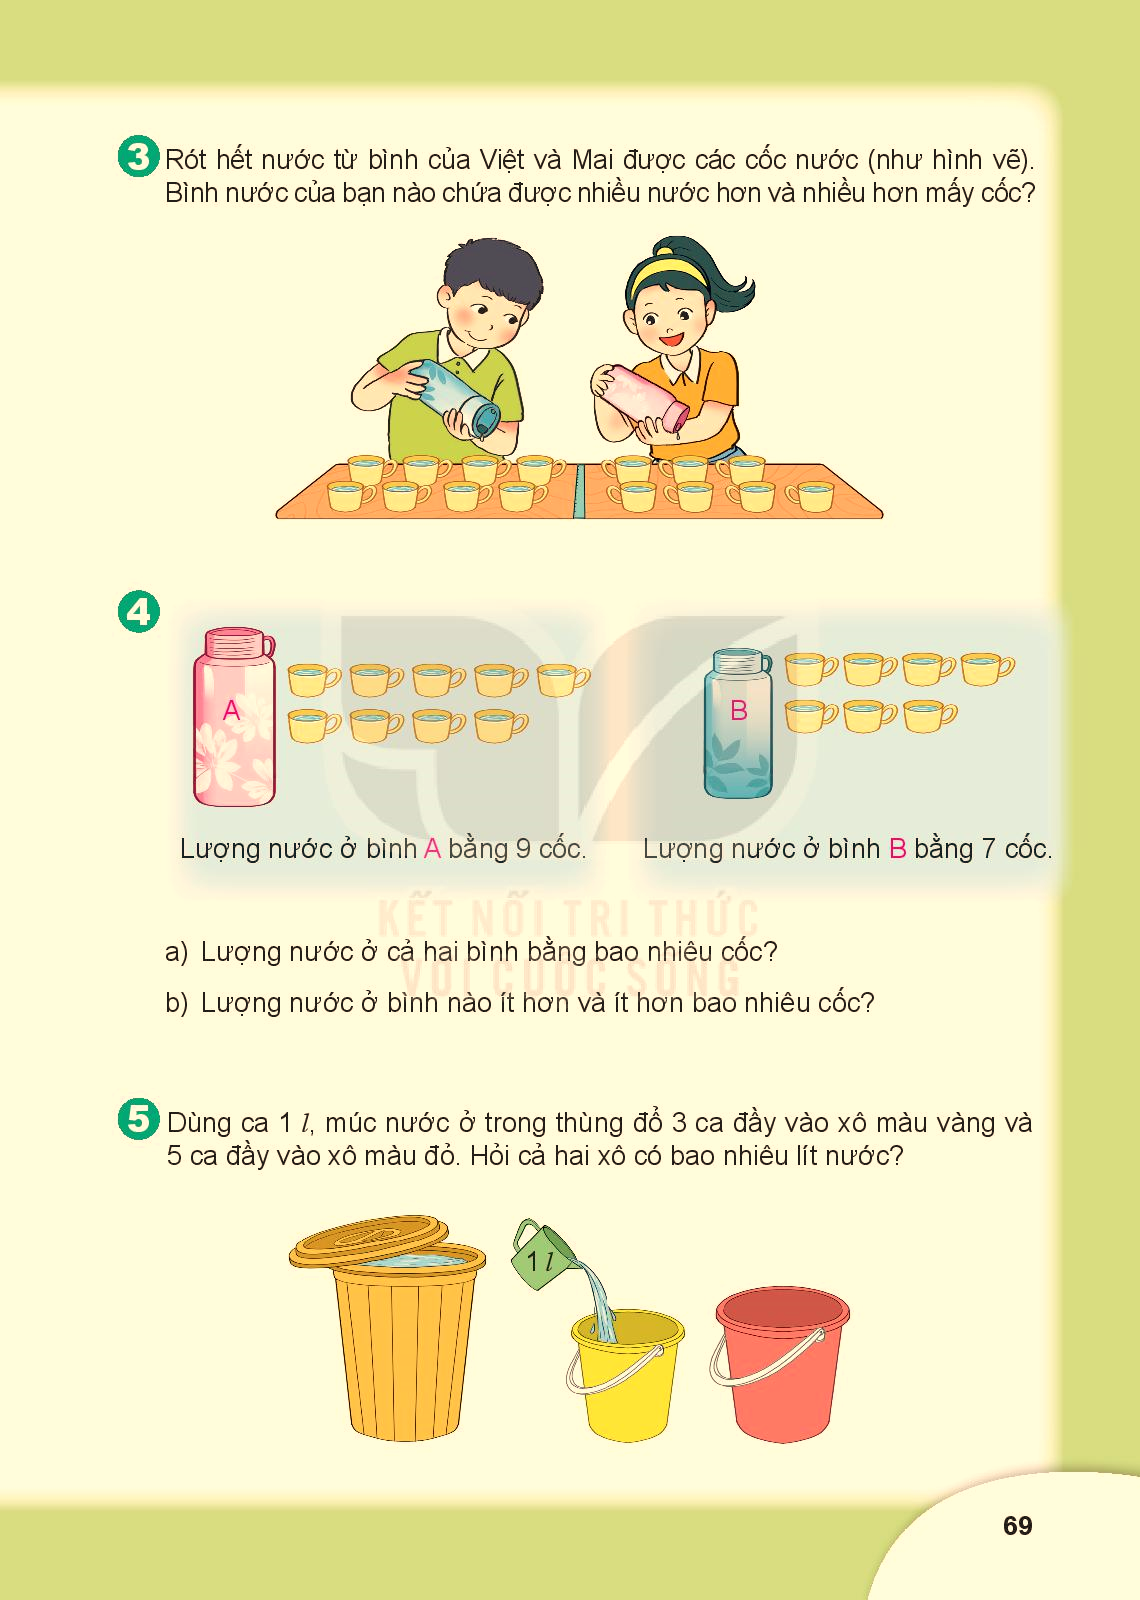 3 Rót hết nước từ bình của Việt và Mai được các cốc nước (như hình vẽ).
Bình nước của bạn nào chứa được nhiều nước hơn và nhiều hơn mấy cốc?
4
A
B
Lượng nước ở bình A bằng 9 cốc.
Lượng nước ở bình B bằng 7 cốc.
KẾT NỐI TRI THỨC
VỚI CUỘC SỐNG
a) Lượng nước ở cả hai bình bằng bao nhiêu cốc?
b) Lượng nước ở bình nào ít hơn và ít hơn bao nhiêu cốc?
5 Dùng ca 1 l, múc nước ở trong thùng đổ 3 ca đầy vào xô màu vàng và
5 ca đầy vào xô màu đỏ. Hỏi cả hai xô có bao nhiêu lít nước?
1 l
69